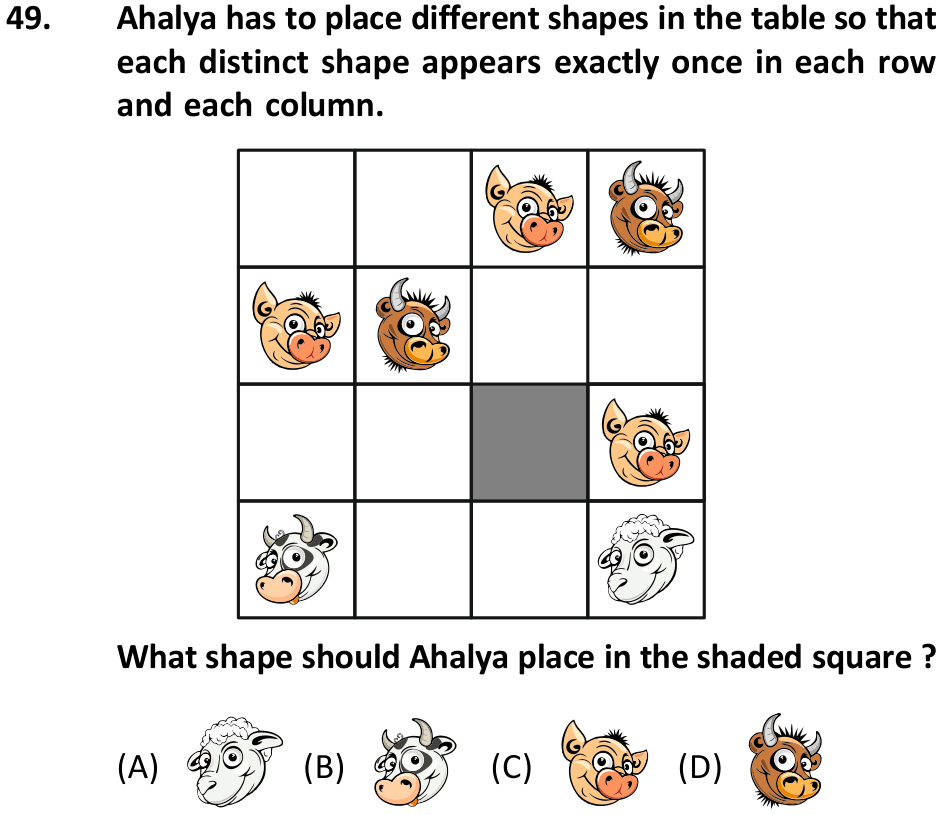 49. Ahalya has to place different shapes in the table so that
each distinct shape appears exactly once in each row
and each column.
What shape should Ahalya place in the shaded square ?
(A) (B) (C) (D)